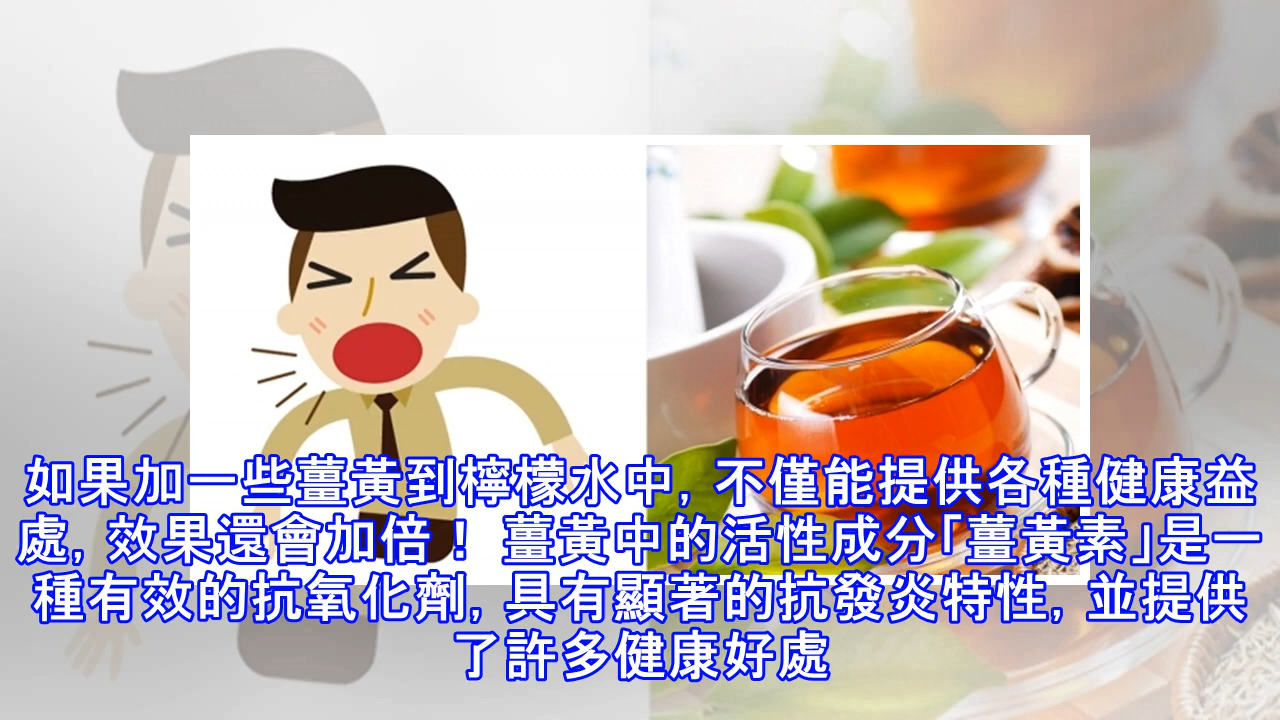 如果加一些薑黃到檸檬水中, 不僅能提供各種健康益
處, 效果還會加倍！ 薑黃中的活性成分「薑黃素」是一
種有效的抗氧化劑, 具有顯著的抗發炎特性, 並提供
了許多健康好處